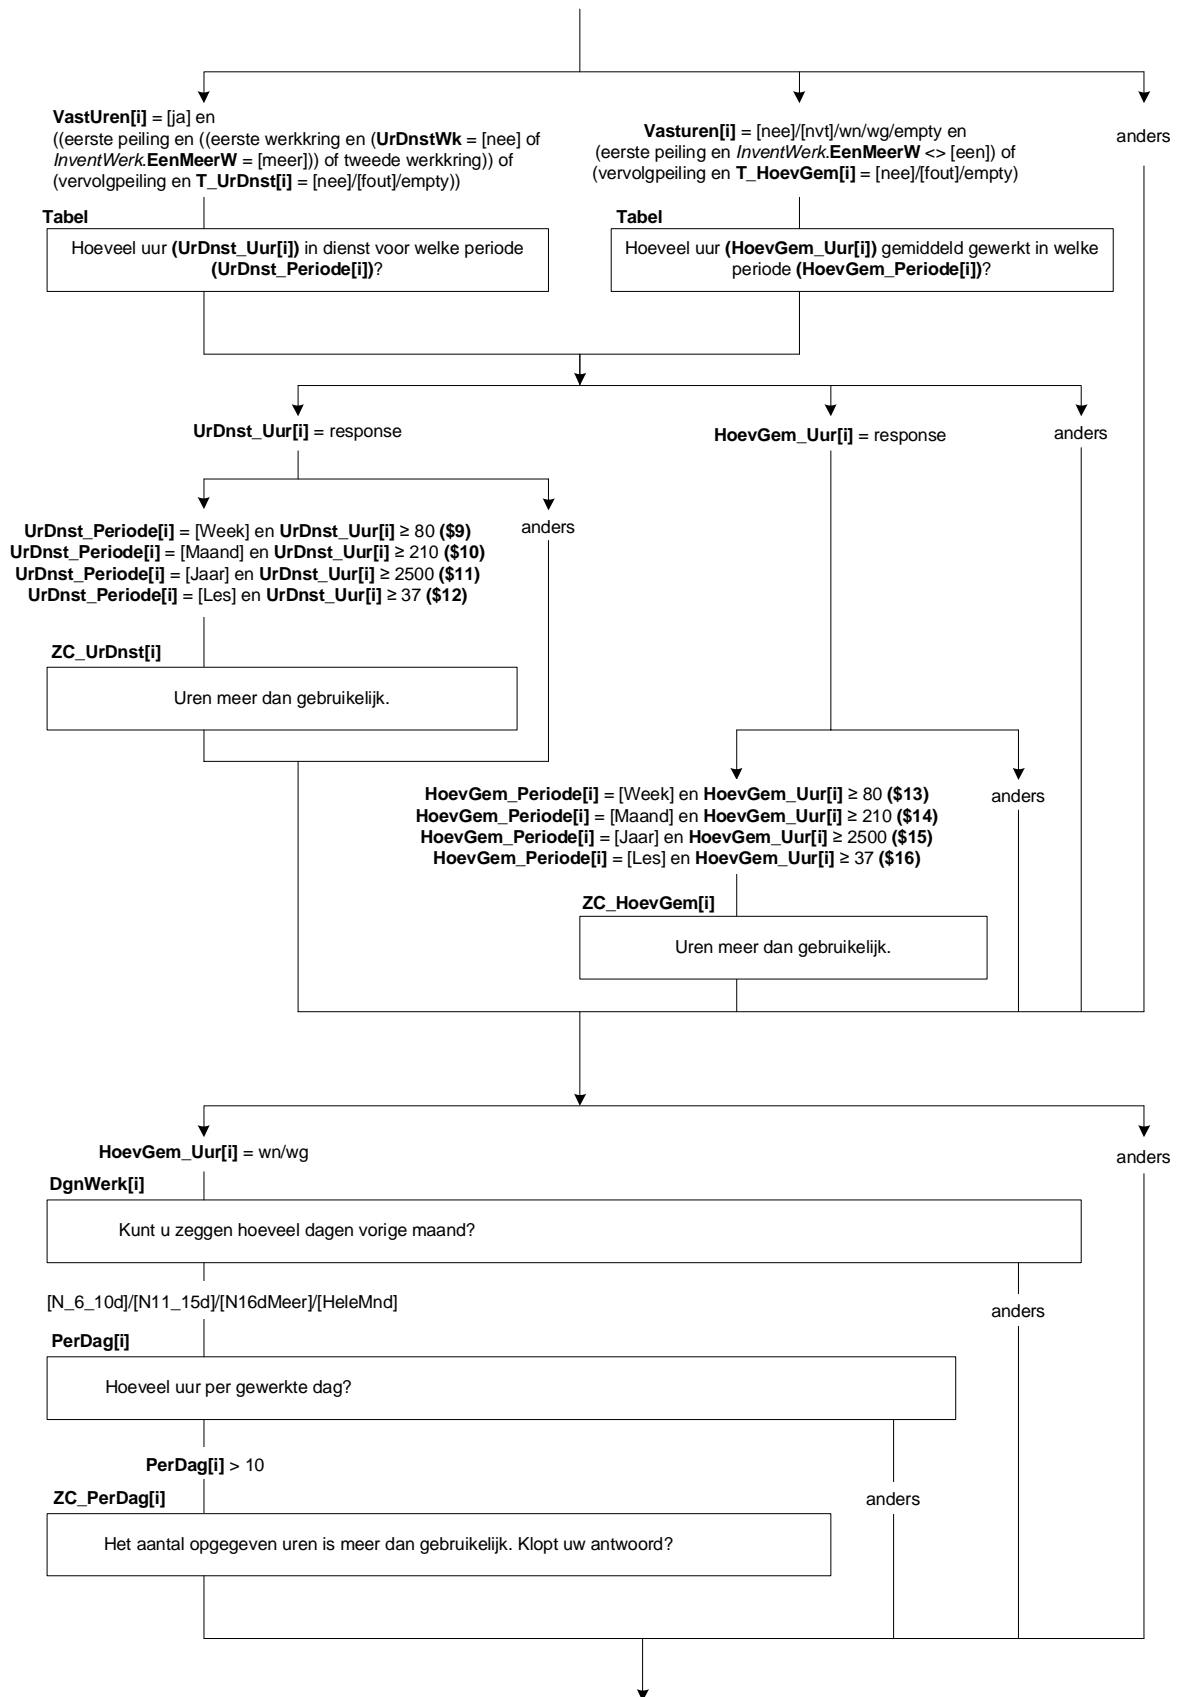 VastUren[i] = [ja] en
((eerste peiling en ((eerste werkkring en (UrDnstWk = [nee] of
InventWerk.EenMeerW = [meer])) of tweede werkkring)) of
(vervolgpeiling en T_UrDnst[i] = [nee]/[fout]/empty))
Vasturen[i] = [nee]/[nvt]/wn/wg/empty en
(eerste peiling en InventWerk.EenMeerW <> [een]) of
(vervolgpeiling en T_HoevGem[i] = [nee]/[fout]/empty)
anders
Tabel
Hoeveel uur (UrDnst_Uur[i]) in dienst voor welke periode
(UrDnst_Periode[i])?
Tabel
Hoeveel uur (HoevGem_Uur[i]) gemiddeld gewerkt in welke
periode (HoevGem_Periode[i])?
UrDnst_Uur[i] = response
HoevGem_Uur[i] = response
anders
UrDnst_Periode[i] = [Week] en UrDnst_Uur[i] ≥ 80 ($9)
UrDnst_Periode[i] = [Maand] en UrDnst_Uur[i] ≥ 210 ($10)
UrDnst_Periode[i] = [Jaar] en UrDnst_Uur[i] ≥ 2500 ($11)
UrDnst_Periode[i] = [Les] en UrDnst_Uur[i] ≥ 37 ($12)
anders
ZC_UrDnst[i]
Uren meer dan gebruikelijk.
HoevGem_Periode[i] = [Week] en HoevGem_Uur[i] ≥ 80 ($13)
HoevGem_Periode[i] = [Maand] en HoevGem_Uur[i] ≥ 210 ($14)
HoevGem_Periode[i] = [Jaar] en HoevGem_Uur[i] ≥ 2500 ($15)
HoevGem_Periode[i] = [Les] en HoevGem_Uur[i] ≥ 37 ($16)
anders
ZC_HoevGem[i]
Uren meer dan gebruikelijk.
HoevGem_Uur[i] = wn/wg
anders
DgnWerk[i]
Kunt u zeggen hoeveel dagen vorige maand?
[N_6_10d]/[N11_15d]/[N16dMeer]/[HeleMnd]
anders
PerDag[i]
Hoeveel uur per gewerkte dag?
PerDag[i] > 10
anders
ZC_PerDag[i]
Het aantal opgegeven uren is meer dan gebruikelijk. Klopt uw antwoord?